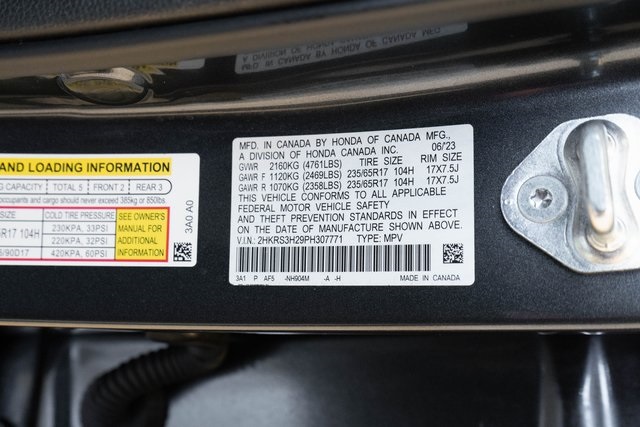 AND LOADING INFORMATION
G CAPACITY TOTAL 5 FRONT 2 REAR 3
occupants and cargo should never exceed 385kg or 850lbs.
SIZE COLD TIRE PRESSURE SEE OWNER'S
R17 104H 230KPA, 33PSI MANUAL FOR
220KPA, 32PSI ADDITIONAL
/90D17 420KPA, 60PSI INFORMATION
3A0 A0
MFD. IN CANADA BY HONDA OF CANADA MFG.,
A DIVISION OF HONDA CANADA INC. 06/23
GVWR 2160KG (4761LBS) TIRE SIZE RIM SIZE
GAWR F 1120KG (2469LBS) 235/65R17 104H 17X7.5J
GAWR R 1070KG (2358LBS) 235/65R17 104H 17X7.5J
THIS VEHICLE CONFORMS TO ALL APPLICABLE
FEDERAL MOTOR VEHICLE SAFETY
AND THEFT PREVENTION STANDARDS IN EFFECT
ON THE DATE OF MANUFACTURE SHOWN ABOVE.
V.I.N.: 2HKRS3H29PH307771 TYPE: MPV
3A1 P AF5 -NH904M -A -H MADE IN CANADA